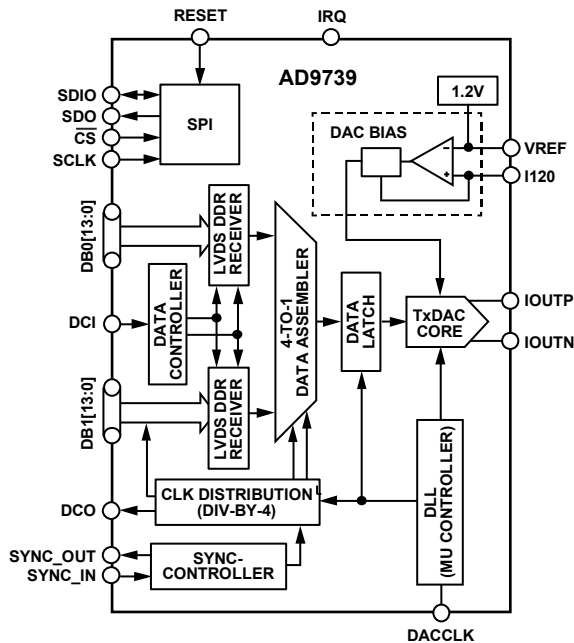 RESET
IRQ
AD9739
1.2V
SDIO
SDO
CS
SCLK
SPI
DAC BIAS
VREF
I120
DB0[13:0]
LVDS DDR
RECEIVER
DCI
DATA
CONTROLLER
4-TO-1
DATA ASSEMBLER
DATA
LATCH
TxDAC
CORE
IOUTP
IOUTN
DB1[13:0]
LVDS DDR
RECEIVER
DCO
CLK DISTRIBUTION
(DIV-BY-4)
DLL
(MU CONTROLLER)
SYNC_OUT
SYNC_IN
SYNC-
CONTROLLER
DACCLK